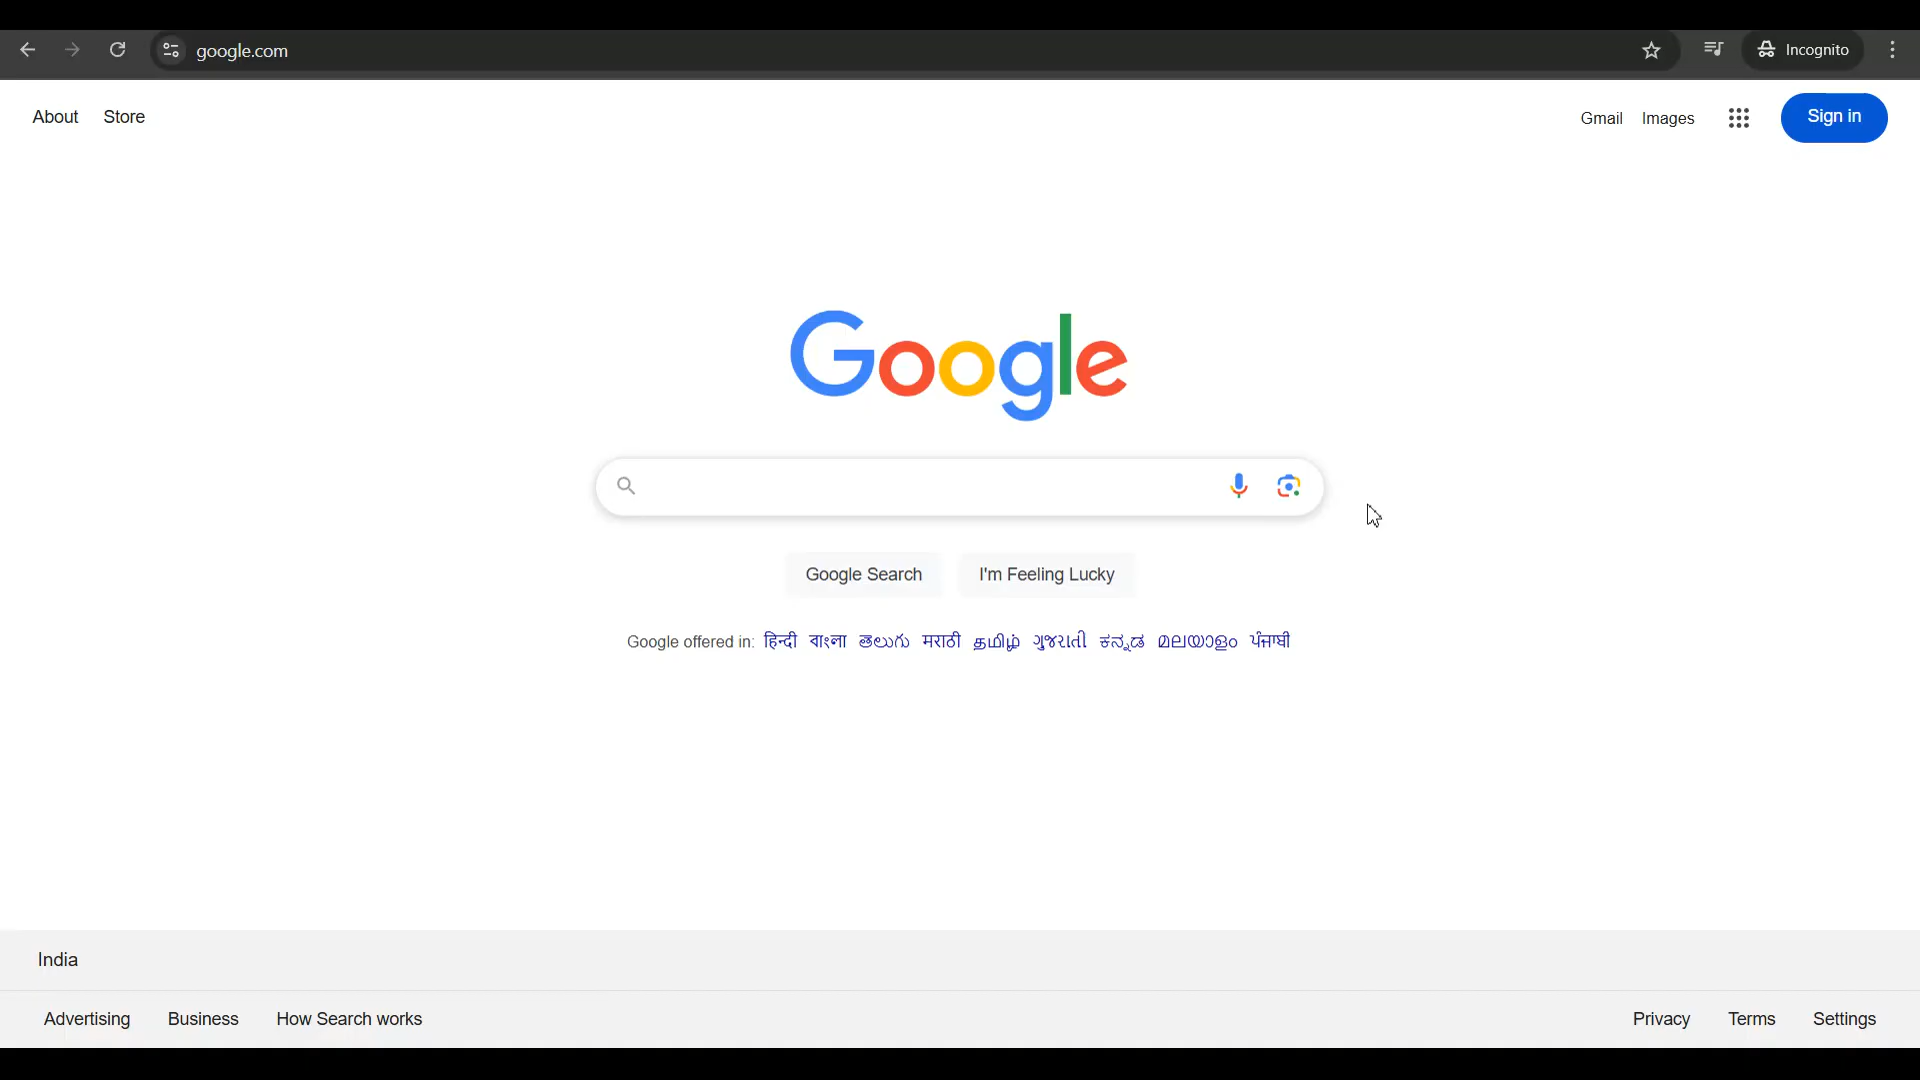 google.com
Incognito
About Store
Gmail Images Sign in
Google
Google Search I'm Feeling Lucky
Google offered in: हिन्दी বাংলা తెలుగు मराठी தமிழ் ગુજરાતી ಕನ್ನಡ മലയാളം ਪੰਜਾਬੀ
India
Advertising Business How Search works
Privacy Terms Settings